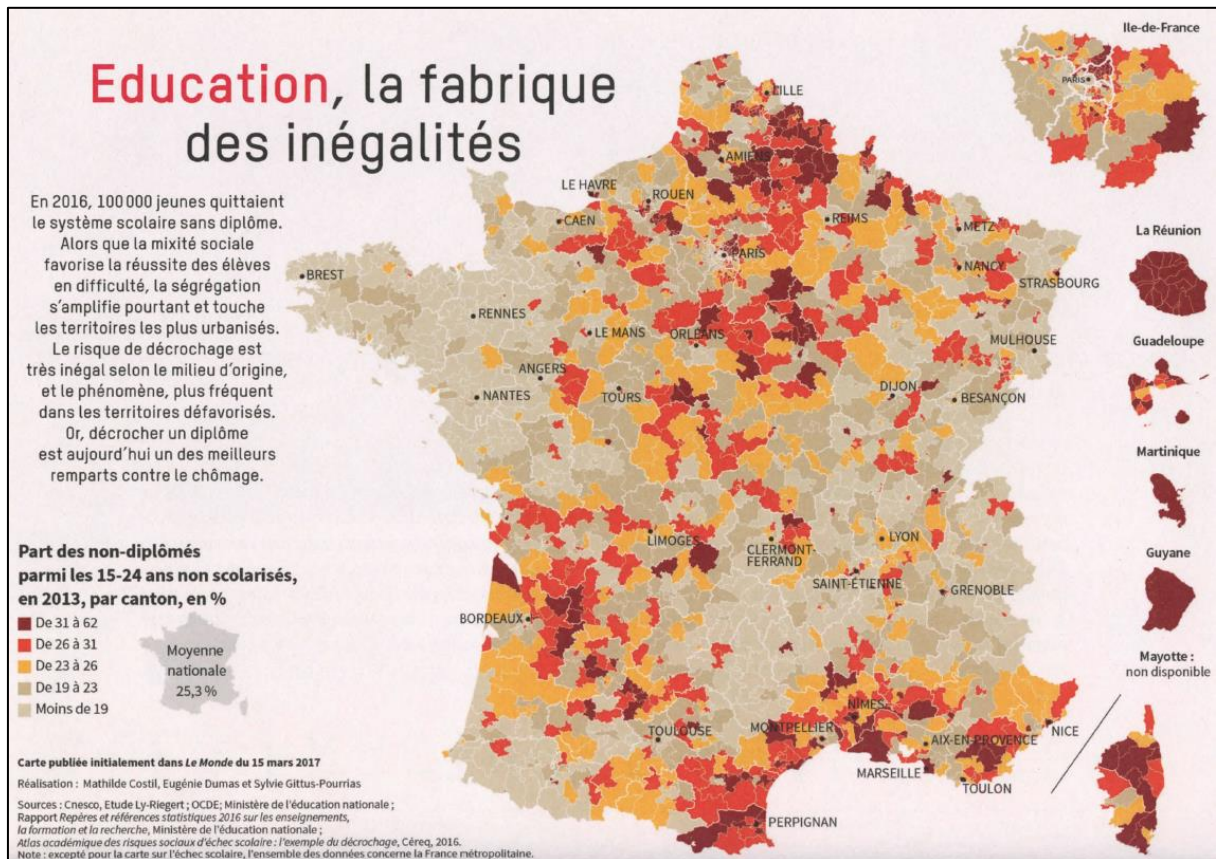 Education, la fabrique
des inégalités
En 2016, 100 000 jeunes quittaient
le système scolaire sans diplôme.
Alors que la mixité sociale
favorise la réussite des élèves
en difficulté, la ségrégation
s'amplifie pourtant et touche
les territoires les plus urbanisés.
Le risque de décrochage est
très inégal selon le milieu d'origine,
et le phénomène, plus fréquent
dans les territoires défavorisés.
Or, décrocher un diplôme
est aujourd'hui un des meilleurs
remparts contre le chômage.
Part des non-diplômés
parmi les 15-24 ans non scolarisés,
en 2013, par canton, en %
De 31 à 62
De 26 à 31
De 23 à 26
De 19 à 23
Moins de 19
Moyenne
nationale
25,3 %
Carte publiée initialement dans Le Monde du 15 mars 2017
Réalisation : Mathilde Costil, Eugénie Dumas et Sylvie Gittus-Pourrias
Sources : Cnesco, Etude Ly-Riegert ; OCDE; Ministère de l'éducation nationale ;
Rapport Repères et références statistiques 2016 sur les enseignements,
la formation et la recherche, Ministère de l'éducation nationale ;
Atlas académique des risques sociaux d'échec scolaire : l'exemple du décrochage, Céreq, 2016.
Note : excepté pour la carte sur l'échec scolaire, l'ensemble des données concerne la France métropolitaine.
LILLE
AMIENS
LE HAVRE
ROUEN
CAEN
REIMS
METZ
PARIS
NANCY
STRASBOURG
BREST
RENNES
LE MANS
ORLÉANS
MULHOUSE
ANGERS
NANTES
TOURS
DIJON
BESANÇON
LIMOGES
CLERMONT-
FERRAND
LYON
SAINT-ÉTIENNE
GRENOBLE
BORDEAUX
TOULOUSE
MONTPELLIER
NIMES
AIX-EN-PROVENCE
NICE
MARSEILLE
TOULON
PERPIGNAN
Ile-de-France
PARIS
La Réunion
Guadeloupe
Martinique
Guyane
Mayotte :
non disponible